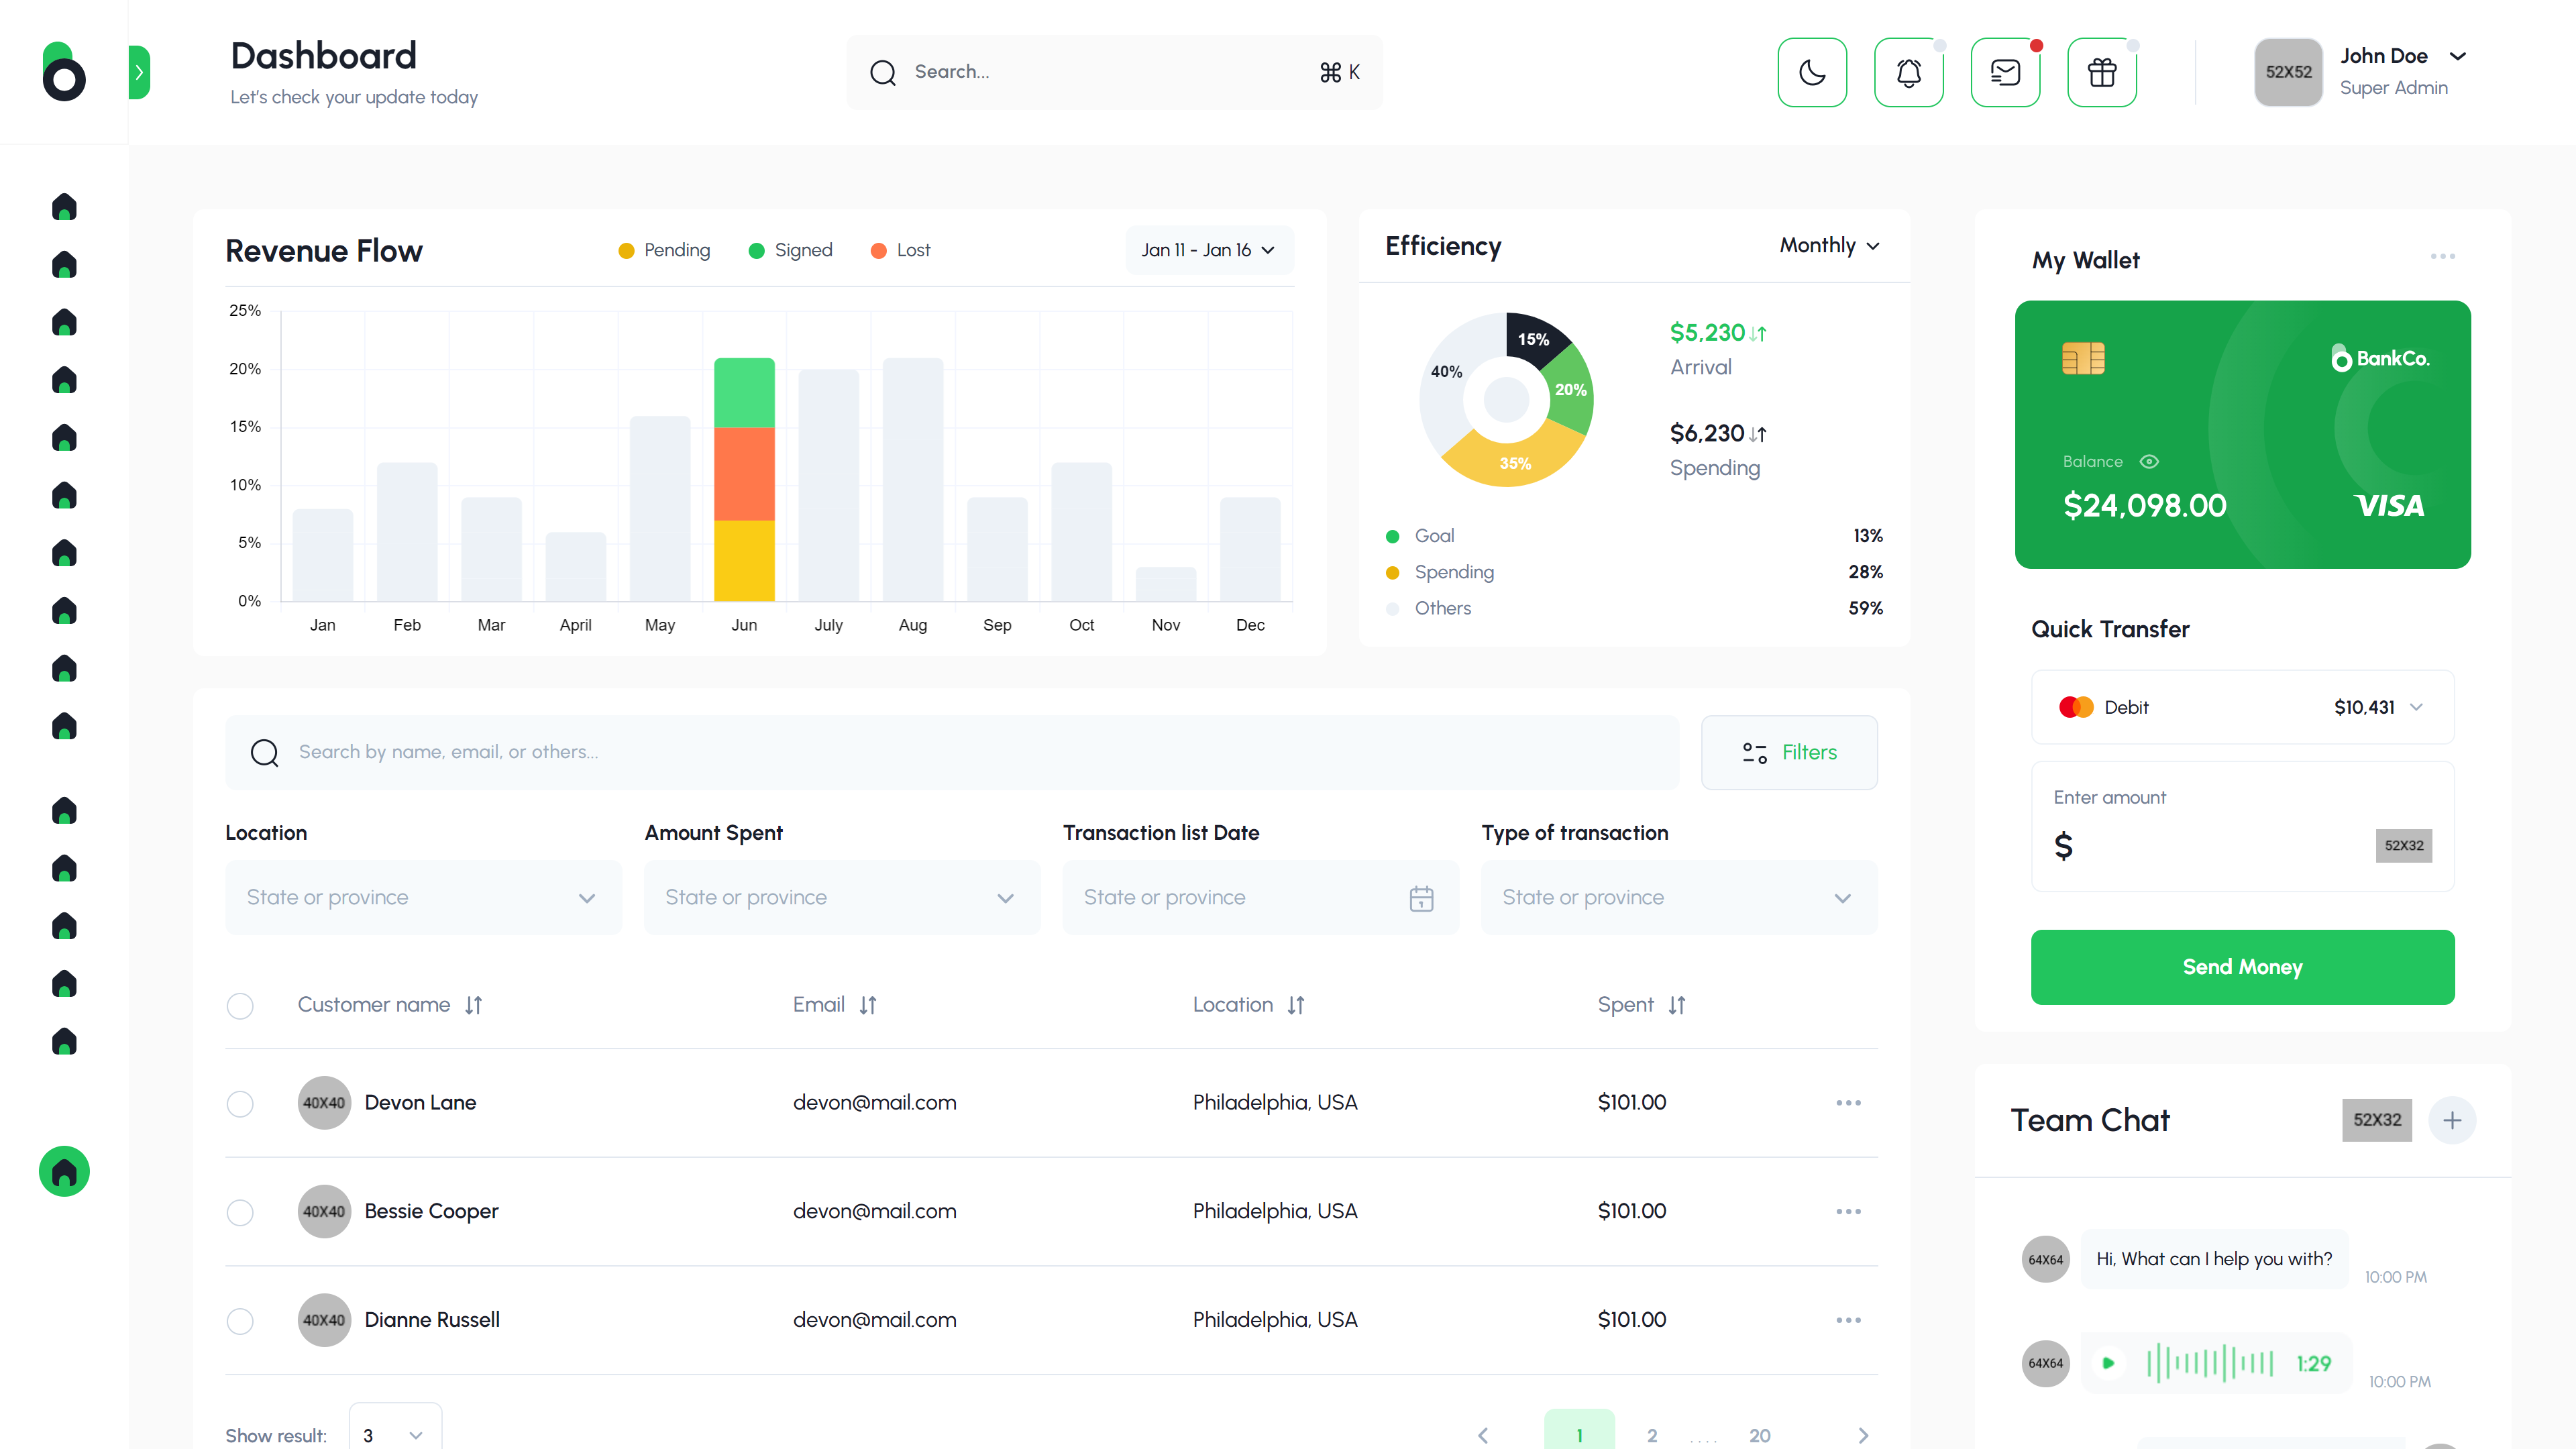 Dashboard
Let's check your update today
Search...
⌘ K
52X52
John Doe
Super Admin
Revenue Flow
Pending
Signed
Lost
Jan 11 - Jan 16
25%
20%
15%
10%
5%
0%
Jan
Feb
Mar
April
May
Jun
July
Aug
Sep
Oct
Nov
Dec
Efficiency
Monthly
15%
20%
35%
40%
$5,230
Arrival
$6,230
Spending
Goal 13%
Spending 28%
Others 59%
My Wallet
BankCo.
Balance
$24,098.00
VISA
Quick Transfer
Debit $10,431
Enter amount
$
52X32
Send Money
Search by name, email, or others...
Filters
Location
Amount Spent
Transaction list Date
Type of transaction
State or province
State or province
State or province
1
State or province
Customer name
Email
Location
Spent
40X40 Devon Lane devon@mail.com Philadelphia, USA $101.00
40X40 Bessie Cooper devon@mail.com Philadelphia, USA $101.00
40X40 Dianne Russell devon@mail.com Philadelphia, USA $101.00
Show result: 3
1 2 .... 20
Team Chat
52X32
64X64
Hi, What can I help you with?
10:00 PM
64X64
1:29
10:00 PM